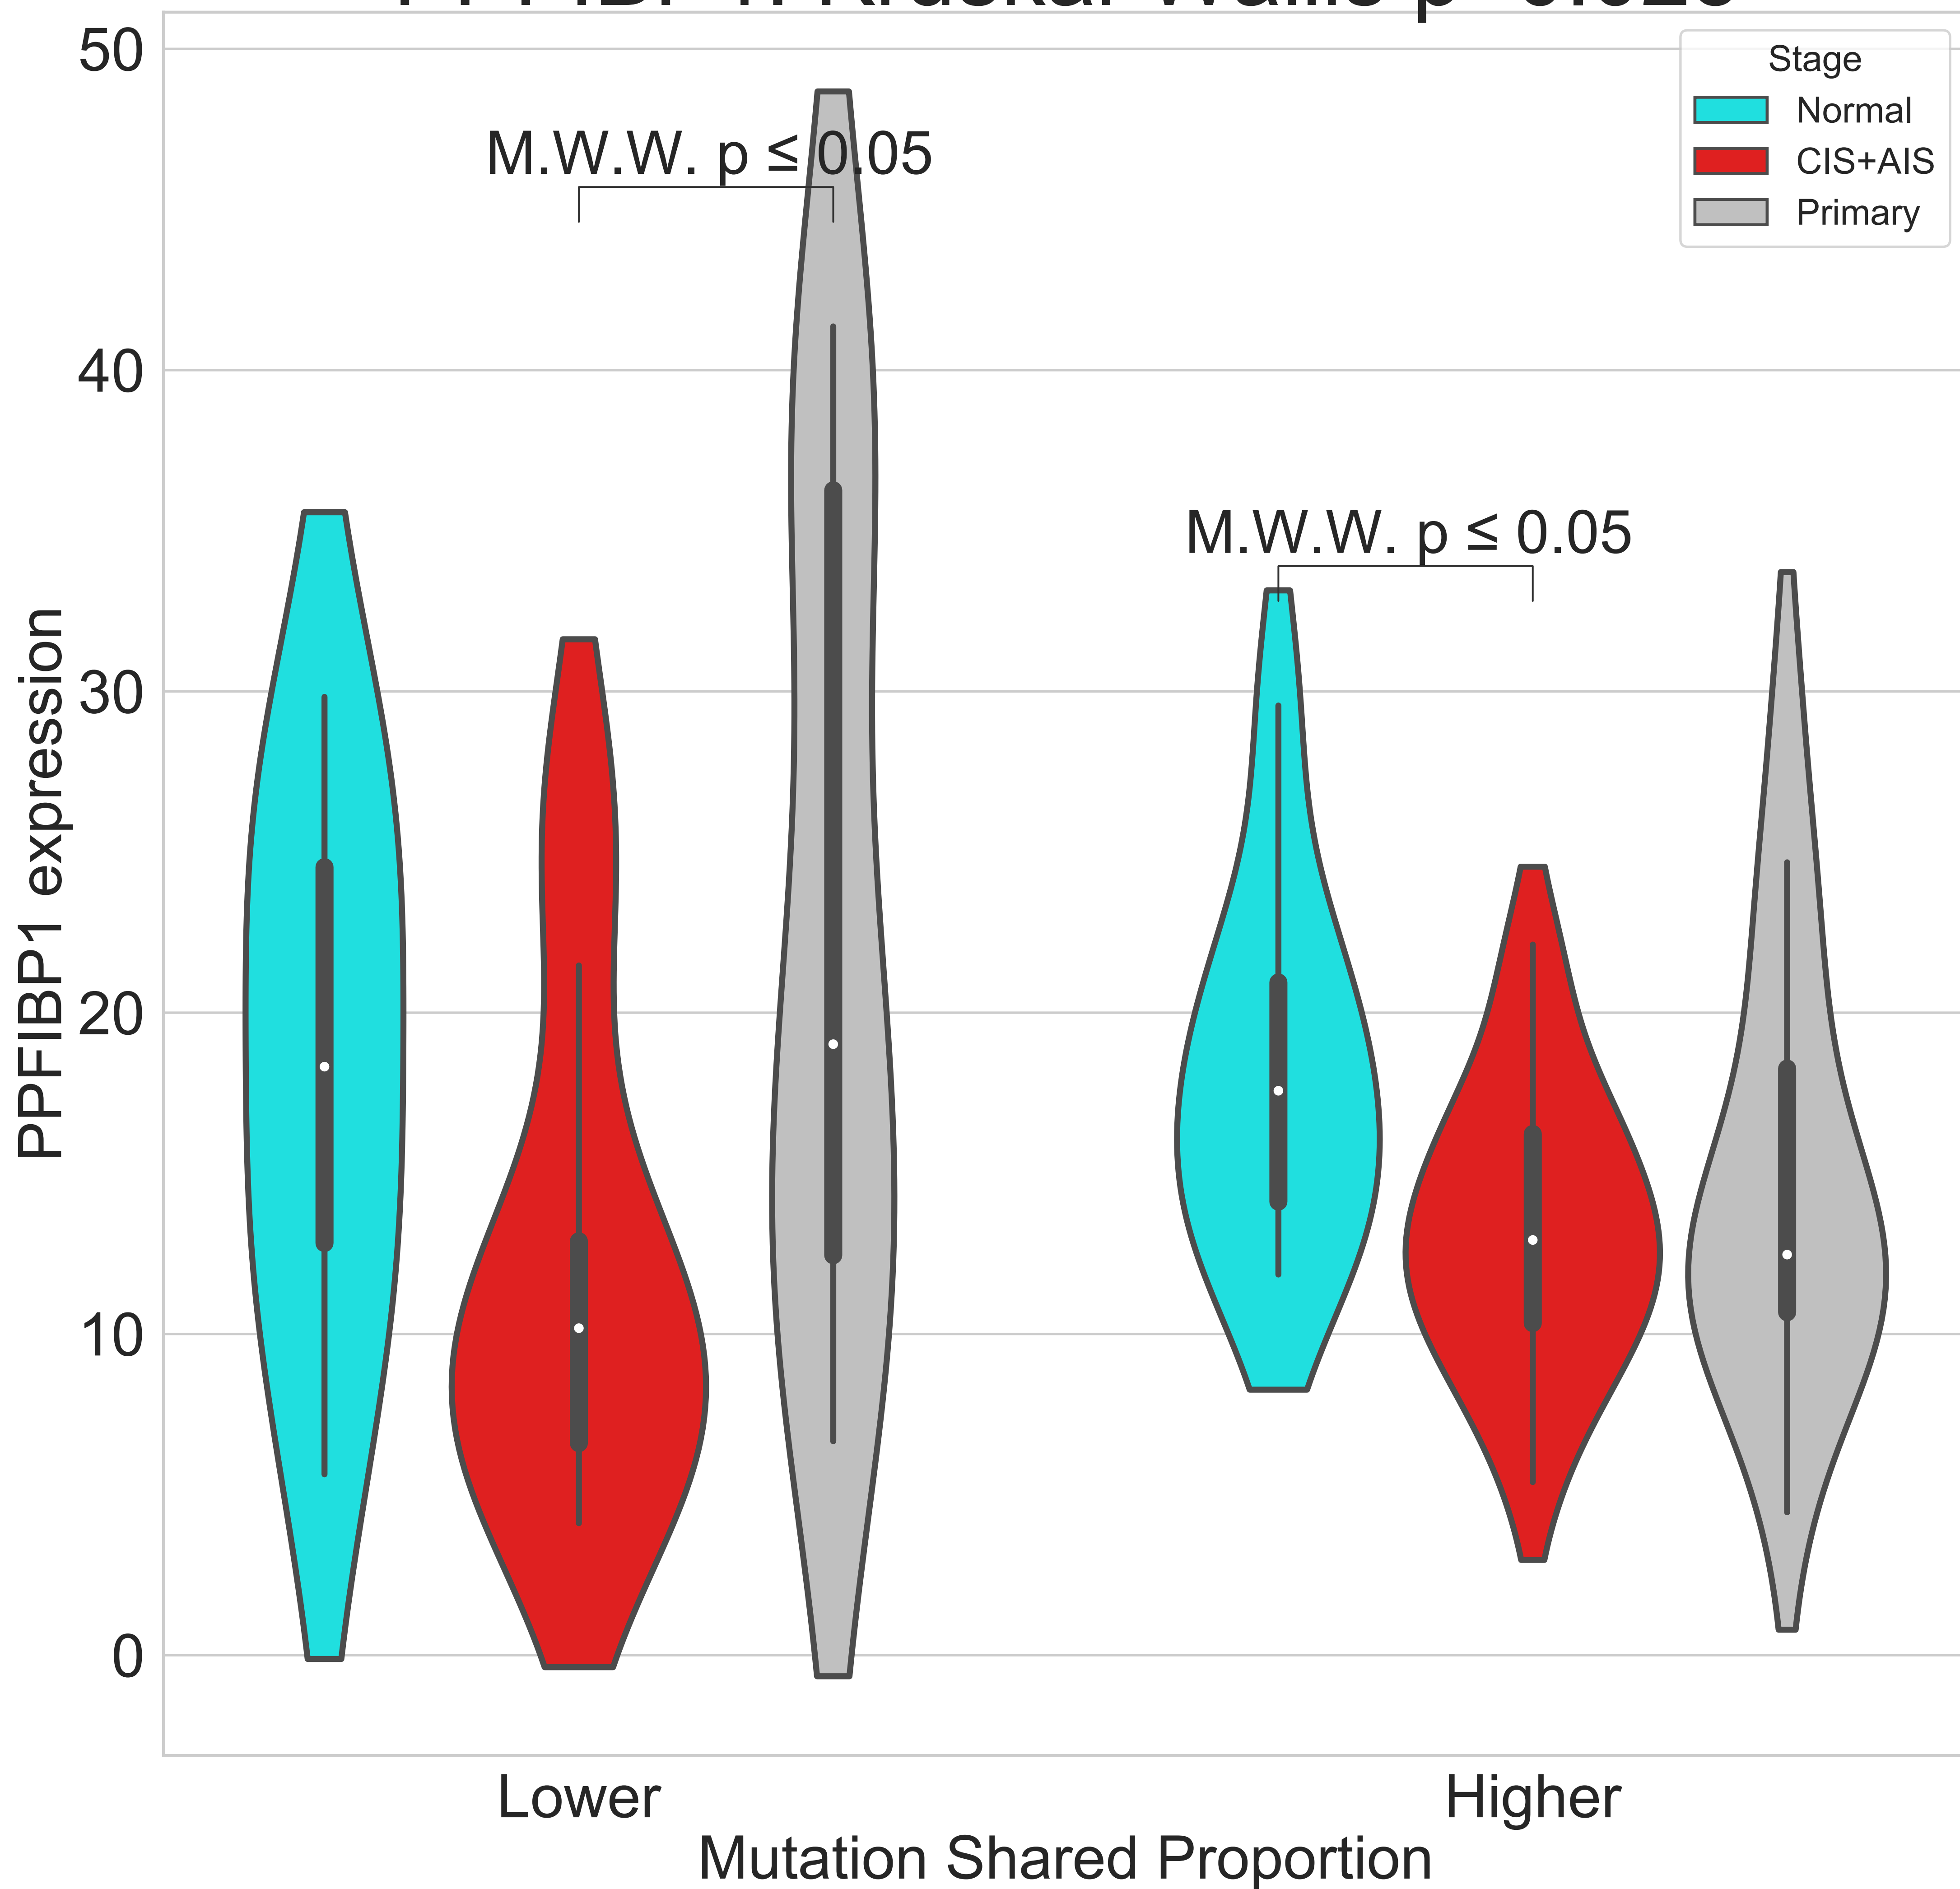 50
Stage
Normal
CIS+AIS
Primary
M.W.W. p ≤ 0.05
40
M.W.W. p ≤ 0.05
30
PPFIBP1 expression
20
10
0
Lower
Higher
Mutation Shared Proportion